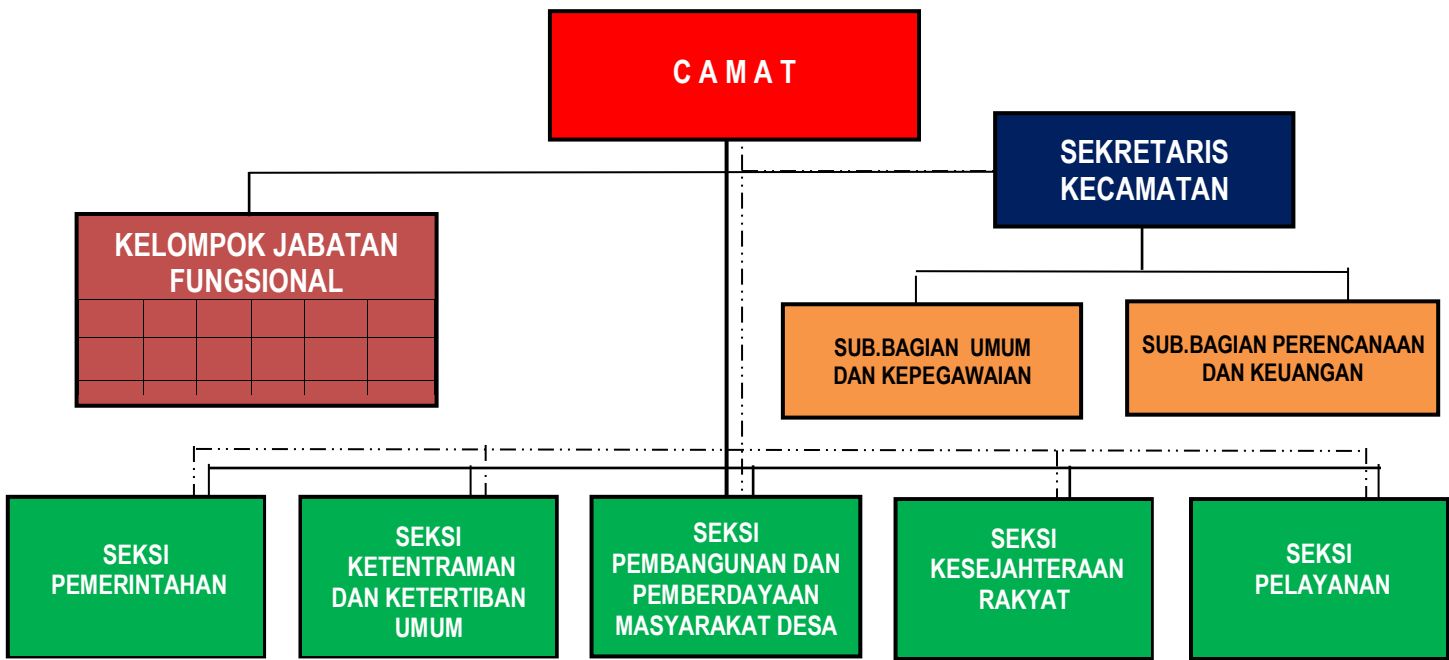 C A M A T
SEKRETARIS
KECAMATAN
KELOMPOK JABATAN
FUNGSIONAL
SUB.BAGIAN UMUM
DAN KEPEGAWAIAN
SUB.BAGIAN PERENCANAAN
DAN KEUANGAN
SEKSI
PEMERINTAHAN
SEKSI
KETENTRAMAN
DAN KETERTIBAN
UMUM
SEKSI
PEMBANGUNAN DAN
PEMBERDAYAAN
MASYARAKAT DESA
SEKSI
KESEJAHTERAAN
RAKYAT
SEKSI
PELAYANAN